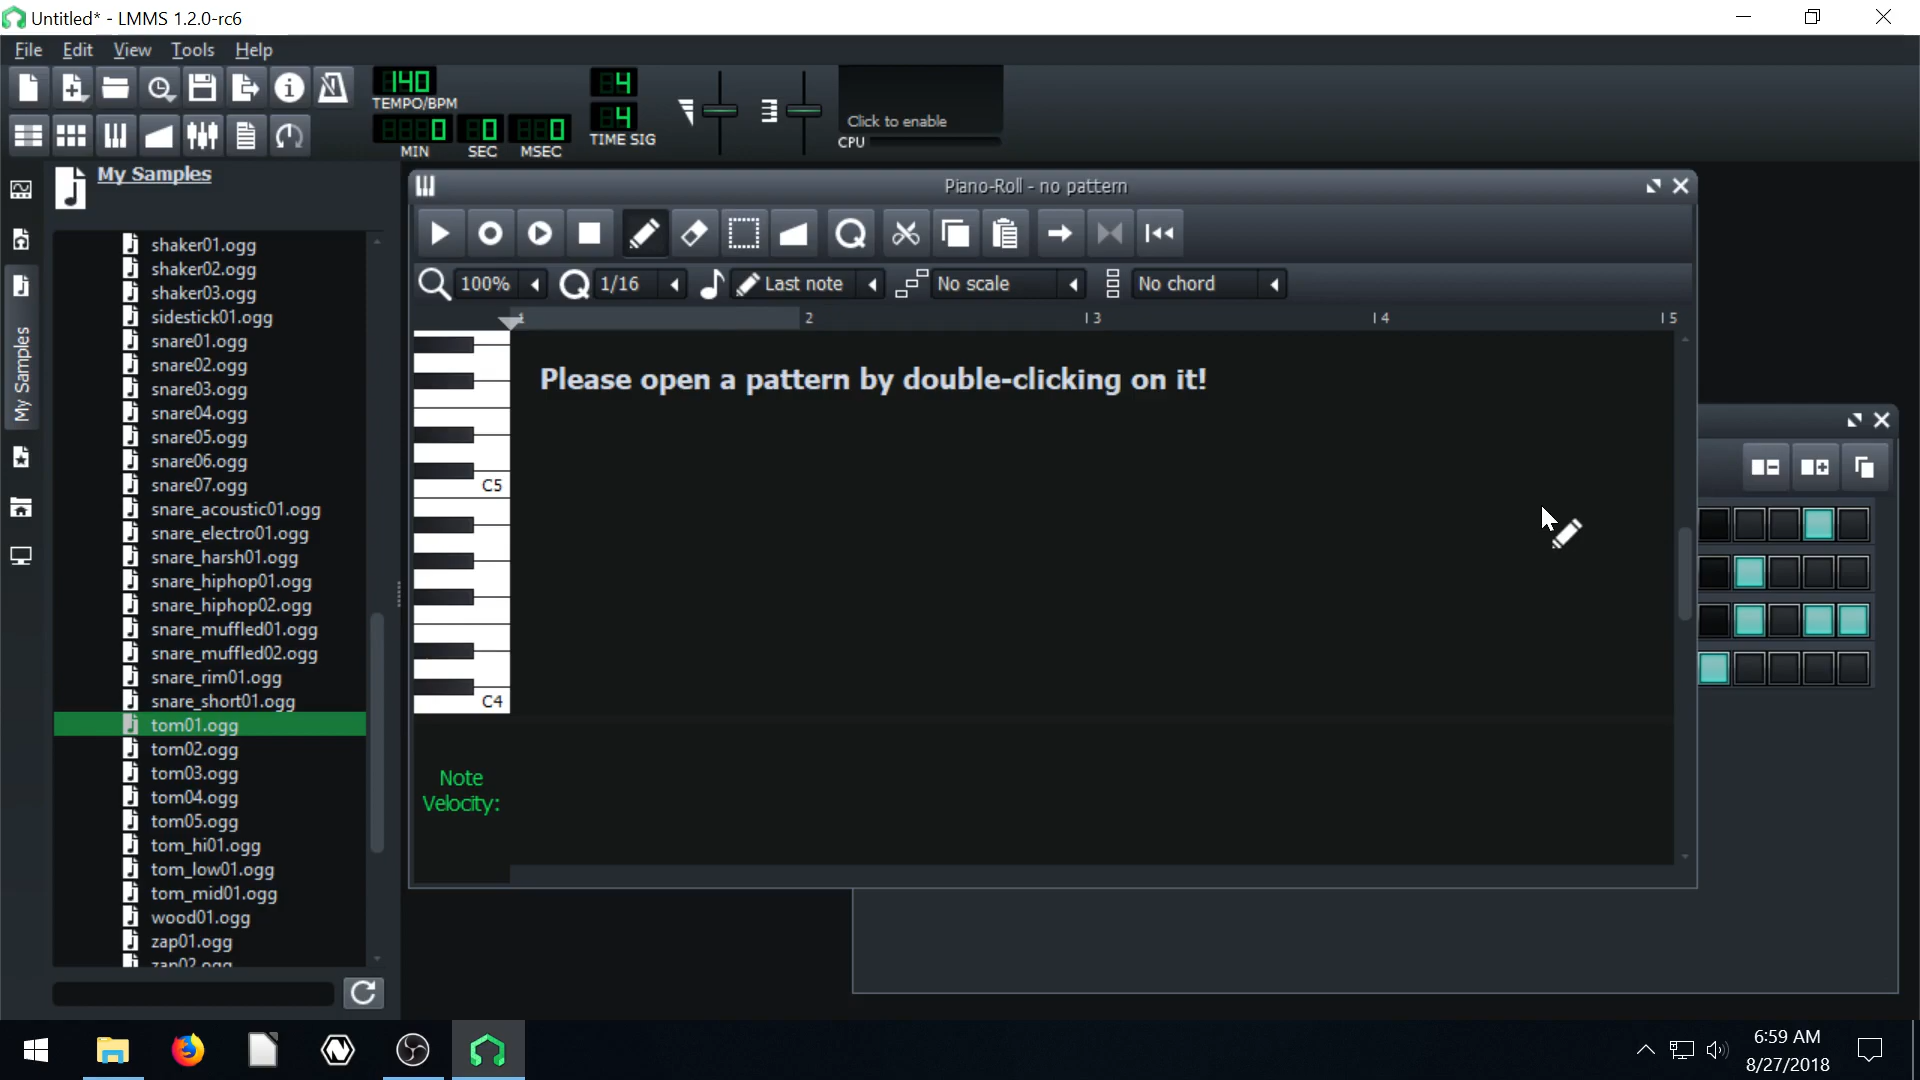 Untitled* - LMMS 1.2.0-rc6
File Edit View Tools Help
140
TEMPO/BPM
0 0 0
MIN SEC MSEC
4
4
TIME SIG
Click to enable
CPU
My Samples
My Samples
shaker01.ogg
shaker02.ogg
shaker03.ogg
sidestick01.ogg
snare01.ogg
snare02.ogg
snare03.ogg
snare04.ogg
snare05.ogg
snare06.ogg
snare07.ogg
snare_acoustic01.ogg
snare_electro01.ogg
snare_harsh01.ogg
snare_hiphop01.ogg
snare_hiphop02.ogg
snare_muffled01.ogg
snare_muffled02.ogg
snare_rim01.ogg
snare_short01.ogg
tom01.ogg
tom02.ogg
tom03.ogg
tom04.ogg
tom05.ogg
tom_hi01.ogg
tom_low01.ogg
tom_mid01.ogg
wood01.ogg
zap01.ogg
zap02.ogg
Piano-Roll - no pattern
100% 1/16 Last note No scale No chord
1 2 3 4 5
Please open a pattern by double-clicking on it!
C5
C4
Note
Velocity:
6:59 AM
8/27/2018